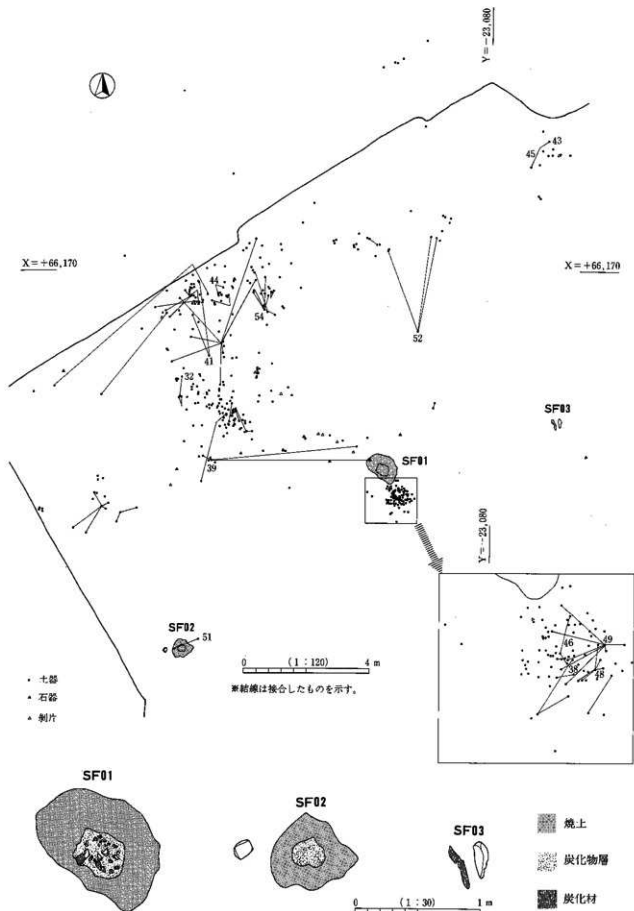 Y=-23,080
43
45
X=+66,170
X=+66,170
44
54
52
41
32
SF03
39
SF01
Y=-23,080
SF02
51
0 (1:120) 4 m
※結線は接合したものを示す。
土器
石器
剝片
49
46
38
48
SF01
SF02
SF03
焼土
炭化物層
炭化材
0 (1:30) 1 m